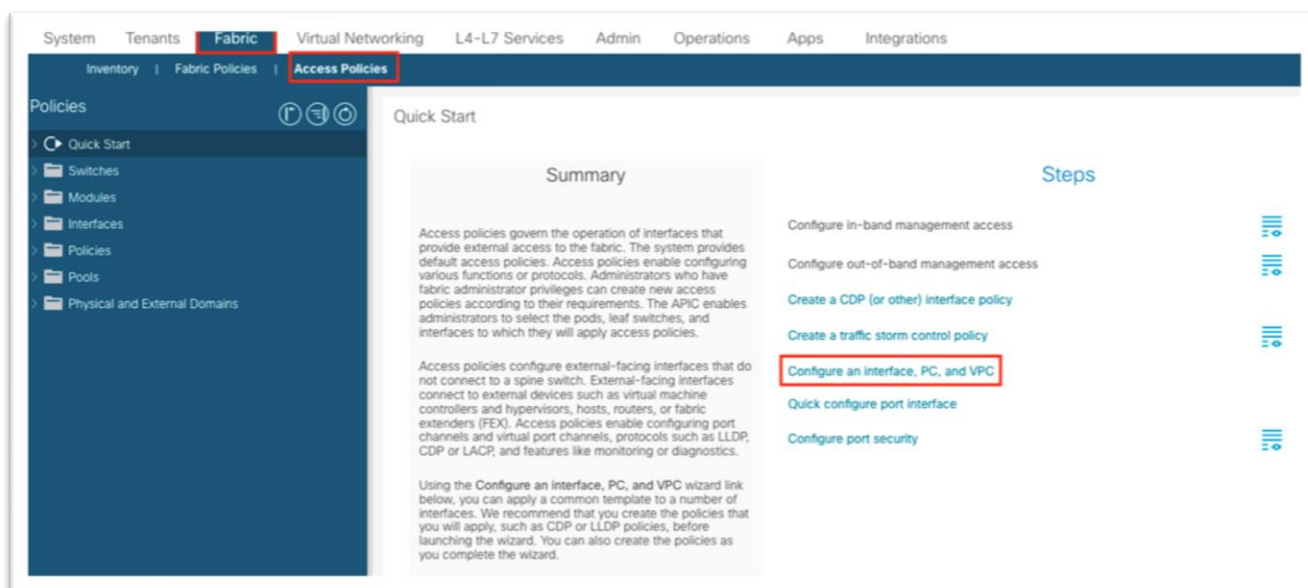 System Tenants Fabric Virtual Networking L4-L7 Services Admin Operations Apps Integrations
Inventory | Fabric Policies | Access Policies
Policies
Quick Start
Switches
Modules
Interfaces
Policies
Pools
Physical and External Domains
Quick Start
Summary
Access policies govern the operation of interfaces that
provide external access to the fabric. The system provides
default access policies. Access policies enable configuring
various functions or protocols. Administrators who have
fabric administrator privileges can create new access
policies according to their requirements. The APIC enables
administrators to select the pods, leaf switches, and
interfaces to which they will apply access policies.
Access policies configure external-facing interfaces that do
not connect to a spine switch. External-facing interfaces
connect to external devices such as virtual machine
controllers and hypervisors, hosts, routers, or fabric
extenders (FEX). Access policies enable configuring port
channels and virtual port channels, protocols such as LLDP,
CDP or LACP, and features like monitoring or diagnostics.
Using the Configure an interface, PC, and VPC wizard link
below, you can apply a common template to a number of
interfaces. We recommend that you create the policies that
you will apply, such as CDP or LLDP policies, before
launching the wizard. You can also create the policies as
you complete the wizard.
Steps
Configure in-band management access
Configure out-of-band management access
Create a CDP (or other) interface policy
Create a traffic storm control policy
Configure an interface, PC, and VPC
Quick configure port interface
Configure port security